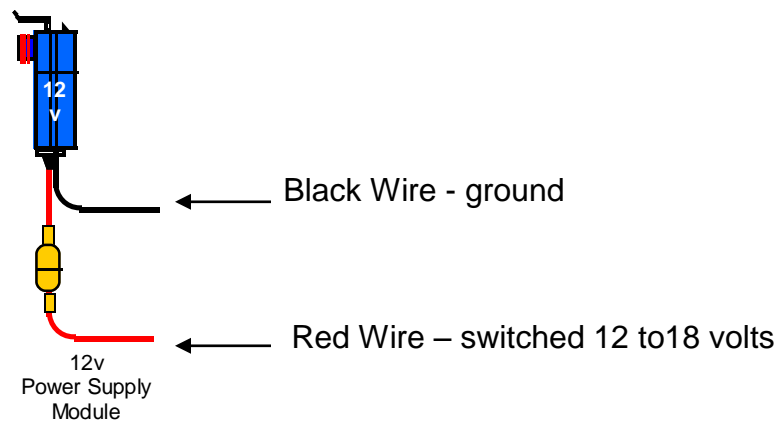 12
v
Black Wire - ground
Red Wire – switched 12 to18 volts
12v
Power Supply
Module